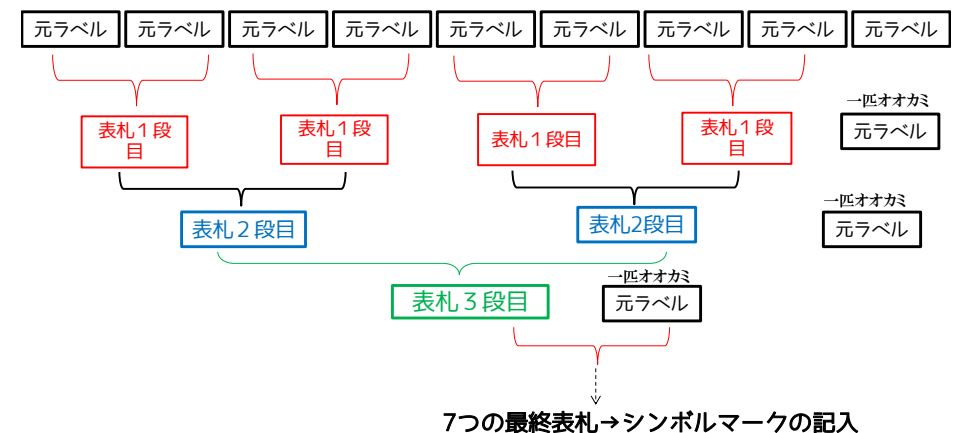 元ラベル 元ラベル 元ラベル 元ラベル 元ラベル 元ラベル 元ラベル 元ラベル 元ラベル
表札１段
目
表札１段
目
表札１段目
表札１段
目
一匹オオカミ
元ラベル
表札２段目
表札2段目
一匹オオカミ
元ラベル
表札３段目
一匹オオカミ
元ラベル
7つの最終表札→シンボルマークの記入